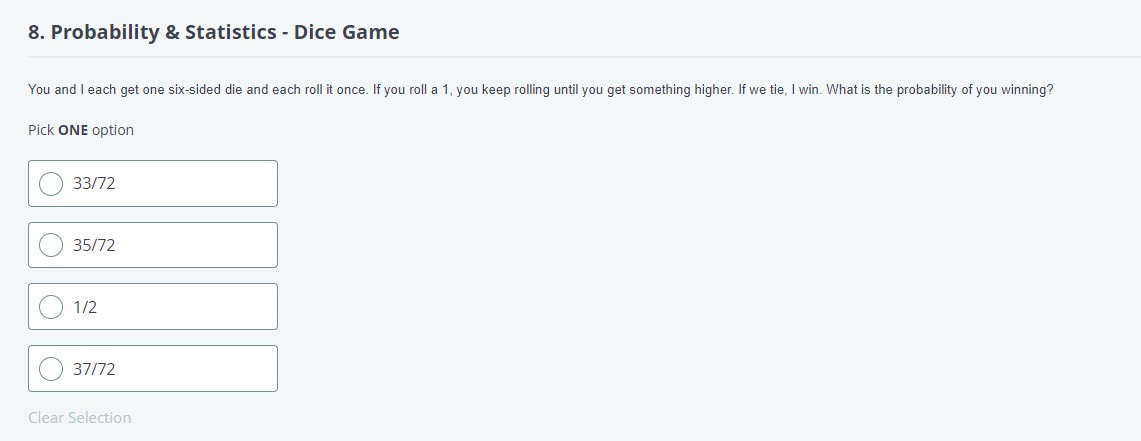 8. Probability & Statistics - Dice Game
You and I each get one six-sided die and each roll it once. If you roll a 1, you keep rolling until you get something higher. If we tie, I win. What is the probability of you winning?
Pick ONE option
33/72
35/72
1/2
37/72
Clear Selection